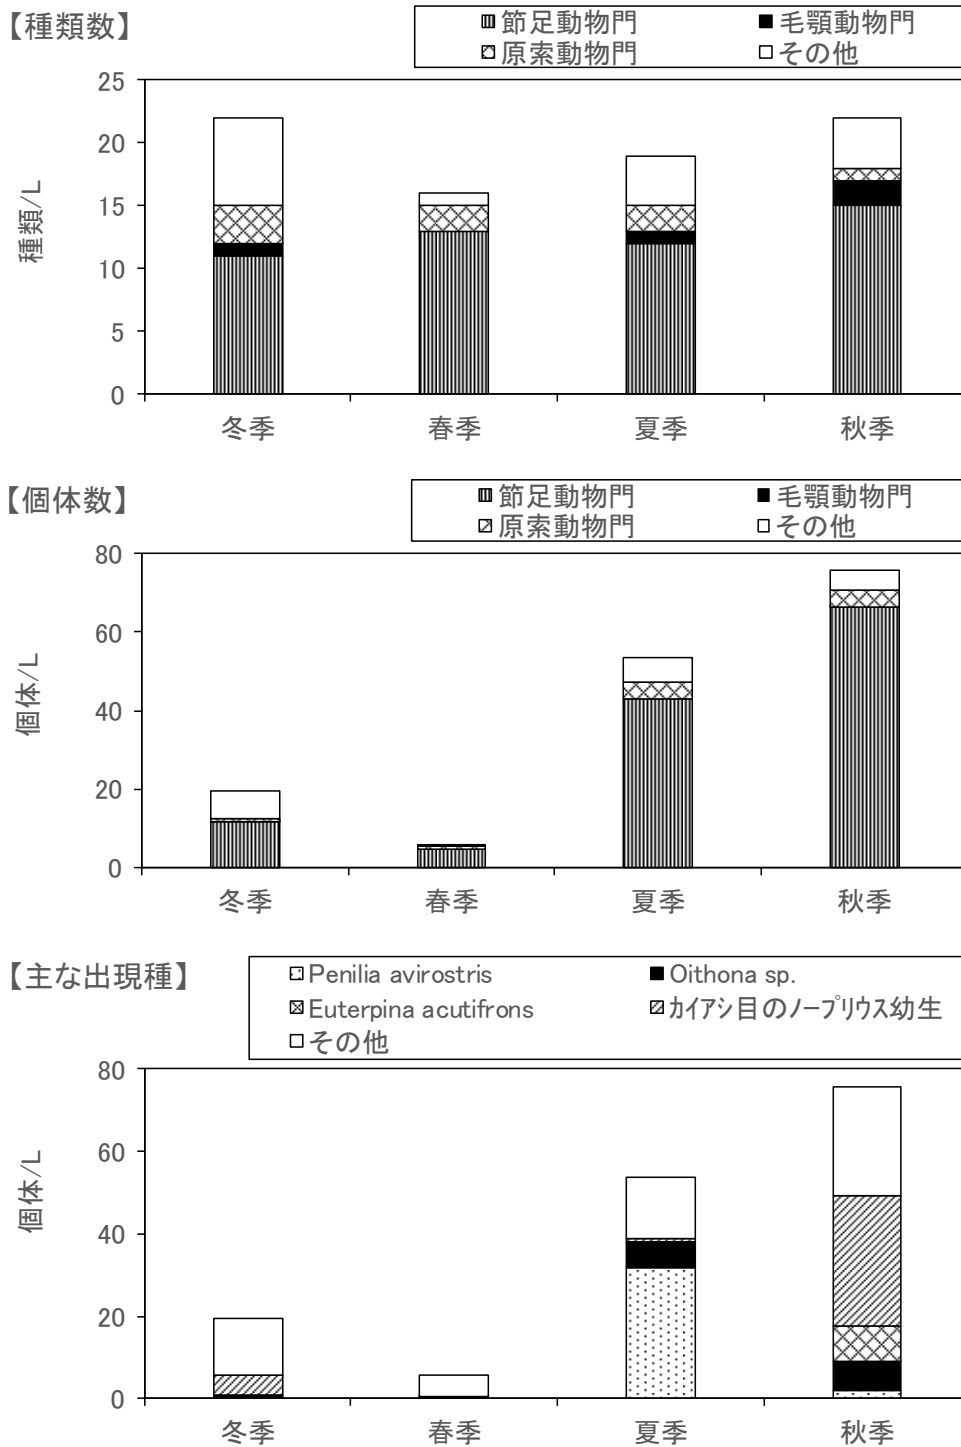 【種類数】
節足動物門 毛顎動物門
原索動物門 その他
25
20
15
10
5
0
種類/L
冬季 春季 夏季 秋季
【個体数】
節足動物門 毛顎動物門
原索動物門 その他
80
60
40
20
0
個体/L
冬季 春季 夏季 秋季
【主な出現種】
Penilia avirostris Oithona sp.
Euterpina acutifrons ｶｲｱｼ目のﾉｰﾌﾟﾘｳｽ幼生
その他
80
60
40
20
0
個体/L
冬季 春季 夏季 秋季